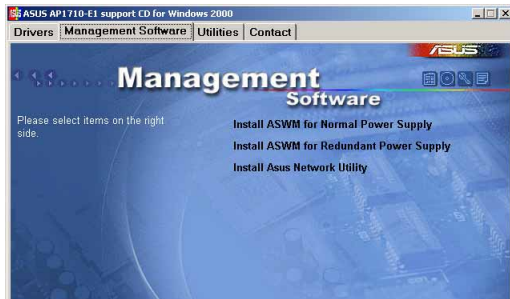 ASUS AP1710-E1 support CD for Windows 2000
Drivers Management Software Utilities Contact
ASUS
Management
Software
Please select items on the right
side.
Install ASWM for Normal Power Supply
Install ASWM for Redundant Power Supply
Install Asus Network Utility